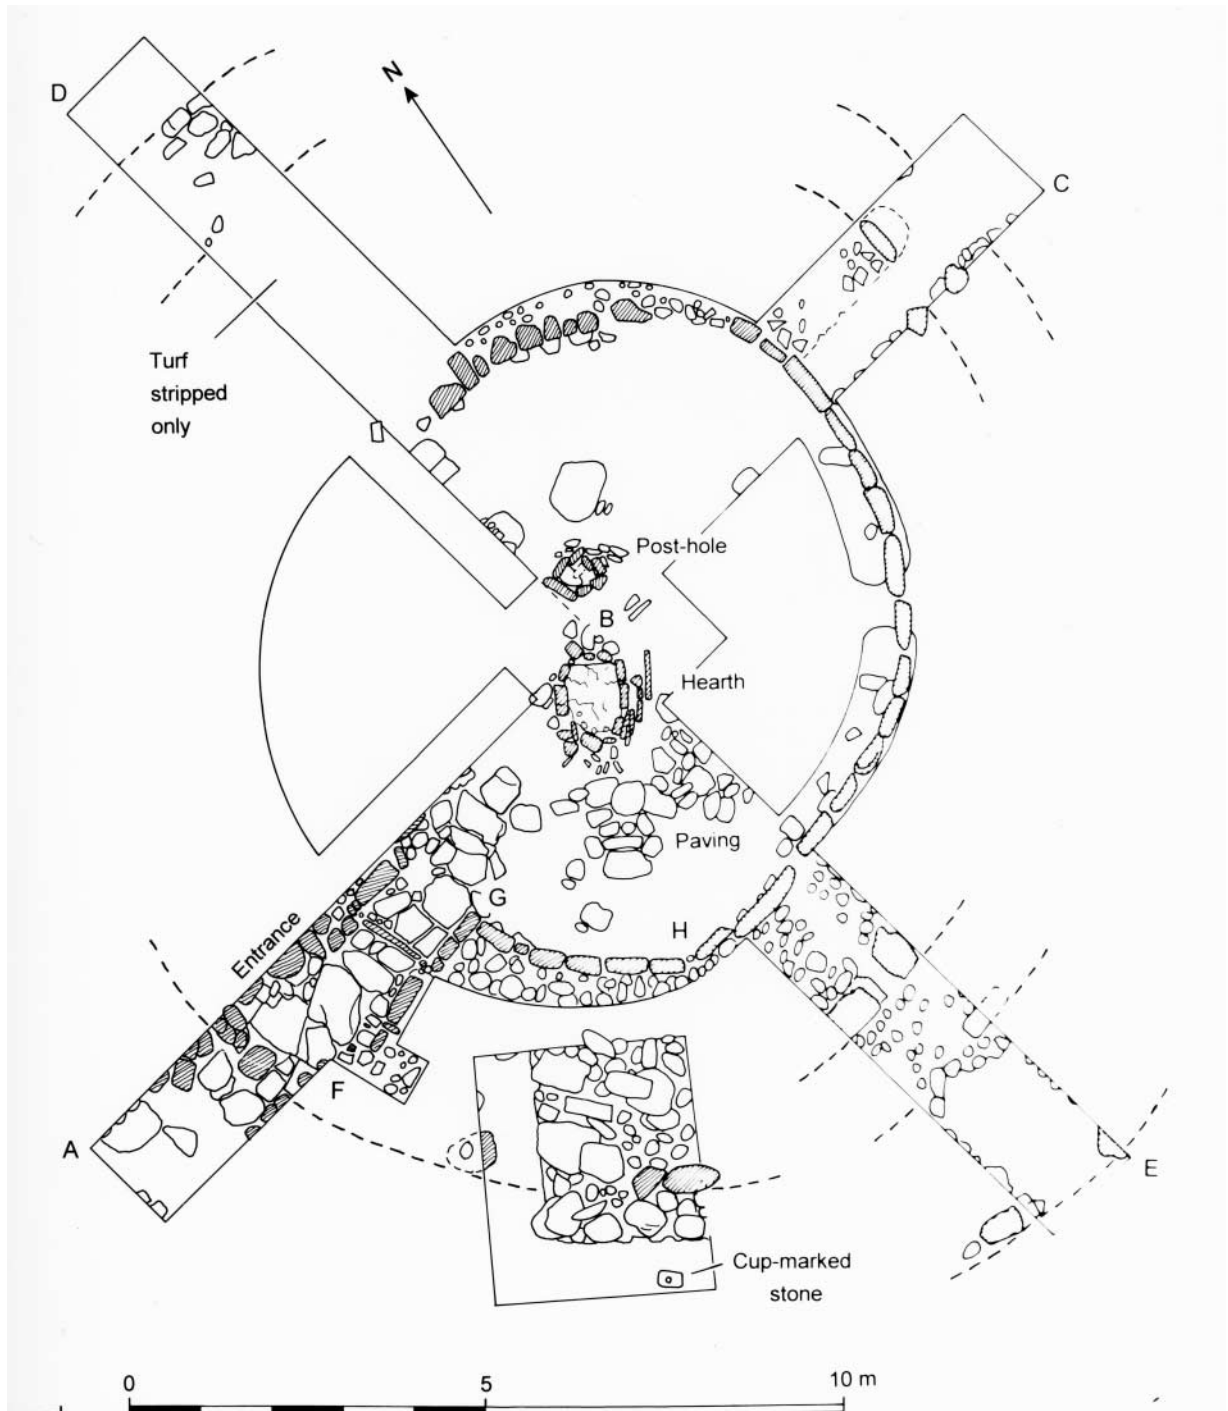 D
N
C
Turf
stripped
only
Post-hole
B
Hearth
Paving
G
H
Entrance
F
A
E
Cup-marked
stone
0 5 10 m